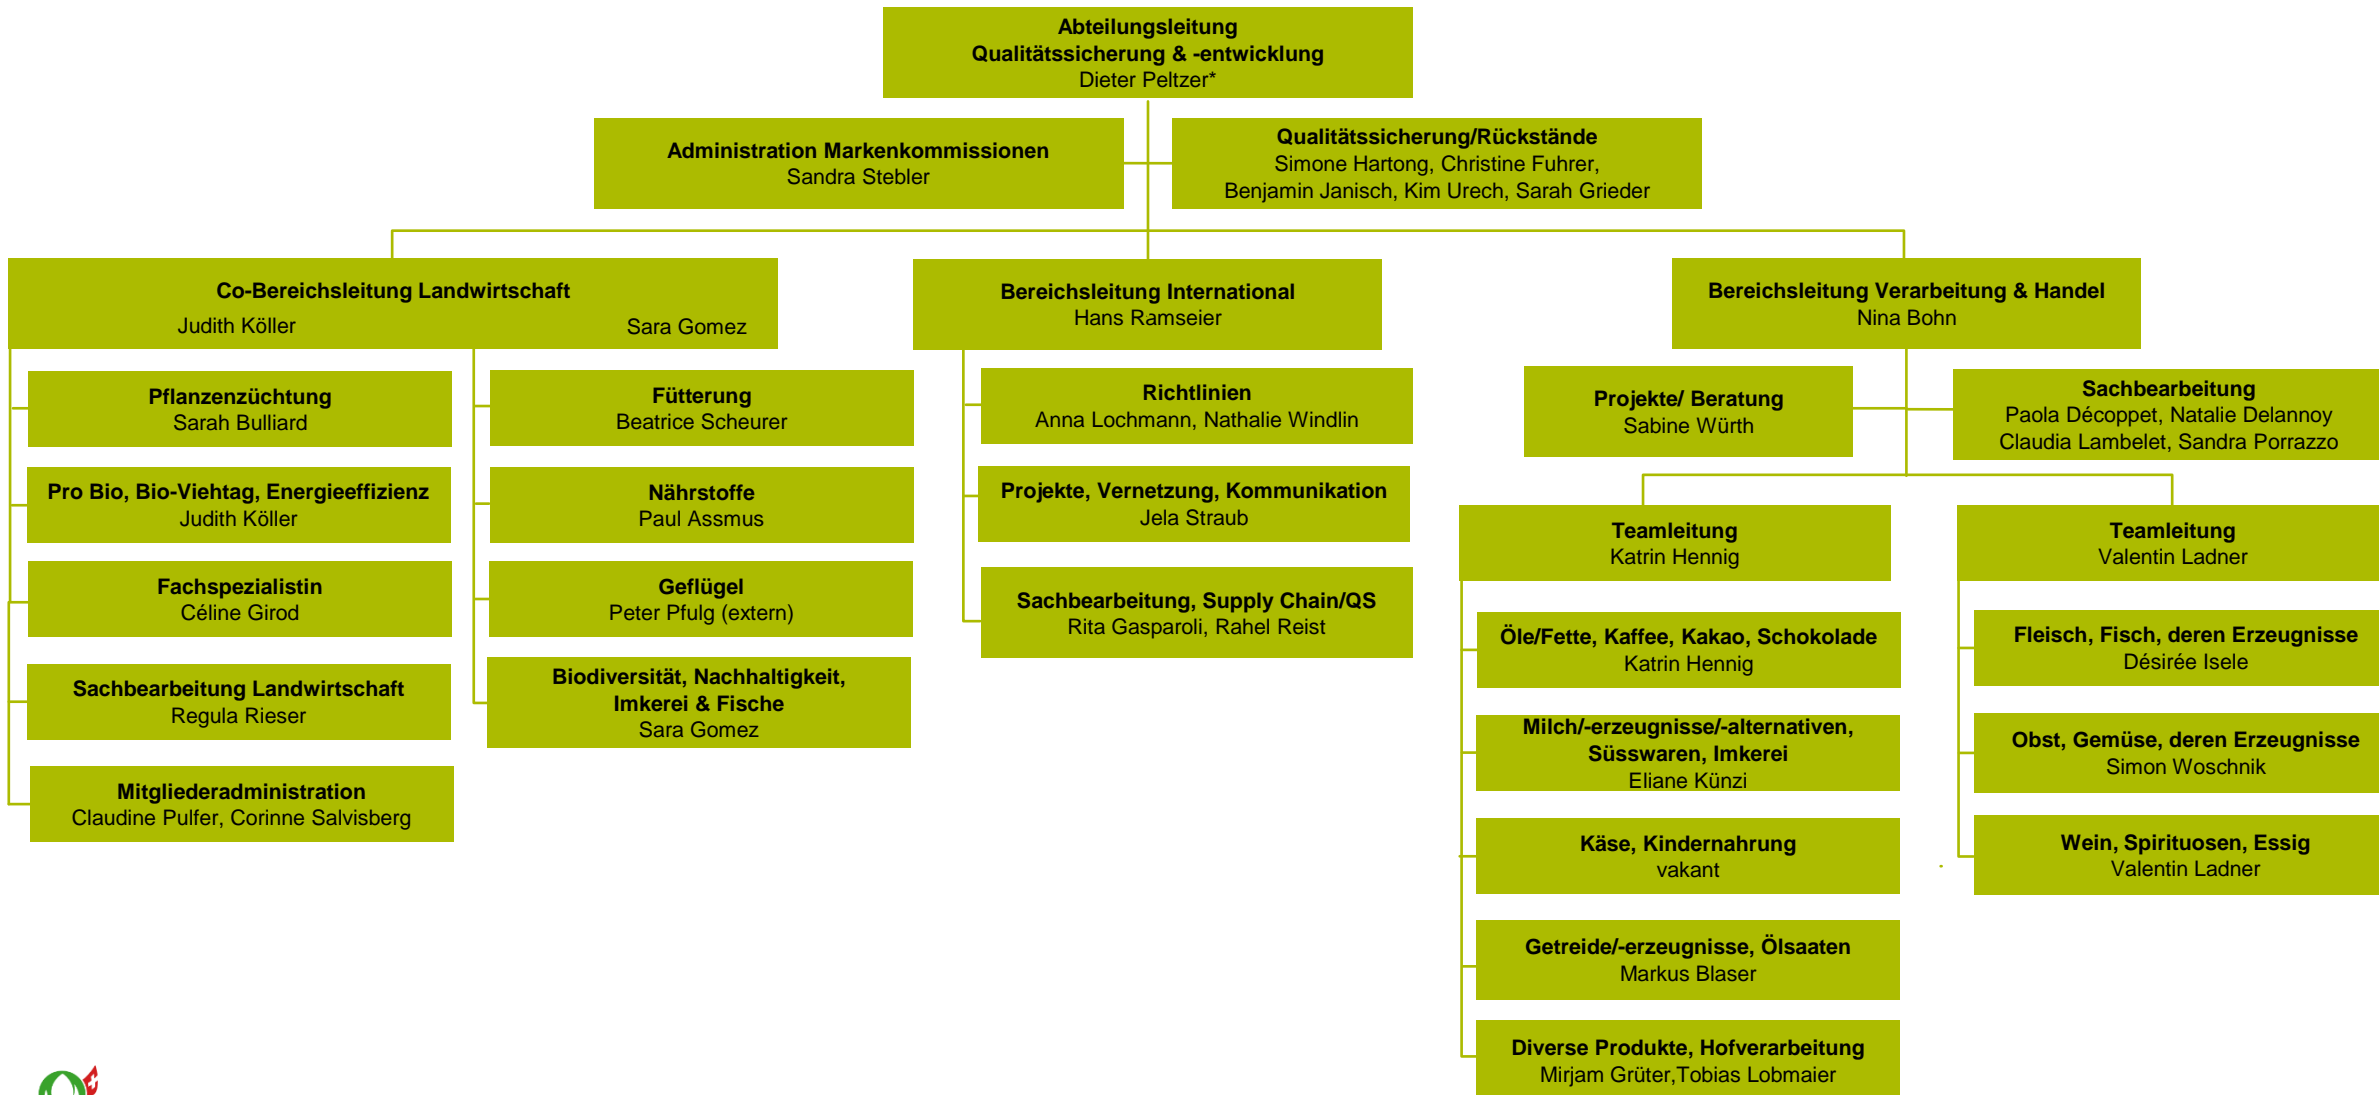 Abteilungsleitung
Qualitätssicherung & -entwicklung
Dieter Peltzer*
Administration Markenkommissionen
Sandra Stebler
Qualitätssicherung/Rückstände
Simone Hartong, Christine Fuhrer,
Benjamin Janisch, Kim Urech, Sarah Grieder
Co-Bereichsleitung Landwirtschaft
Judith Köller
Sara Gomez
Pflanzenzüchtung
Sarah Bulliard
Pro Bio, Bio-Viehtag, Energieeffizienz
Judith Köller
Fachspezialistin
Céline Girod
Sachbearbeitung Landwirtschaft
Regula Rieser
Mitgliederadministration
Claudine Pulfer, Corinne Salvisberg
Fütterung
Beatrice Scheurer
Nährstoffe
Paul Assmus
Geflügel
Peter Pfulg (extern)
Biodiversität, Nachhaltigkeit,
Imkerei & Fische
Sara Gomez
Bereichsleitung International
Hans Ramseier
Richtlinien
Anna Lochmann, Nathalie Windlin
Projekte, Vernetzung, Kommunikation
Jela Straub
Sachbearbeitung, Supply Chain/QS
Rita Gasparoli, Rahel Reist
Bereichsleitung Verarbeitung & Handel
Nina Bohn
Projekte/ Beratung
Sabine Würth
Sachbearbeitung
Paola Décoppet, Natalie Delannoy
Claudia Lambelet, Sandra Porrazzo
Teamleitung
Katrin Hennig
Öle/Fette, Kaffee, Kakao, Schokolade
Katrin Hennig
Milch/-erzeugnisse/-alternativen,
Süsswaren, Imkerei
Eliane Künzi
Käse, Kindernahrung
vakant
Getreide/-erzeugnisse, Ölsaaten
Markus Blaser
Diverse Produkte, Hofverarbeitung
Mirjam Grüter,Tobias Lobmaier
Teamleitung
Valentin Ladner
Fleisch, Fisch, deren Erzeugnisse
Désirée Isele
Obst, Gemüse, deren Erzeugnisse
Simon Woschnik
Wein, Spirituosen, Essig
Valentin Ladner